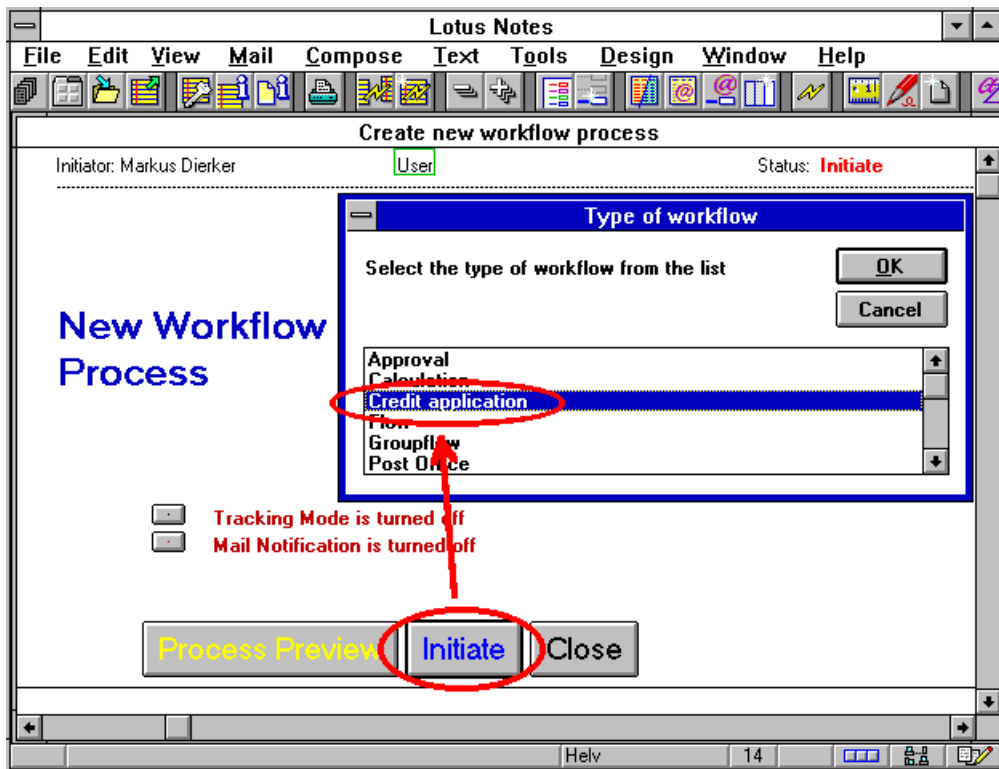 Lotus Notes
File Edit View Mail Compose Text Tools Design Window Help
Create new workflow process
Initiator: Markus Dierker User Status: Initiate
Type of workflow
Select the type of workflow from the list
OK
Cancel
New Workflow
Process
Approval
Calculation
Credit application
Flow
Groupflow
Post Office
Tracking Mode is turned off
Mail Notification is turned off
Process Preview Initiate Close
Helv 14